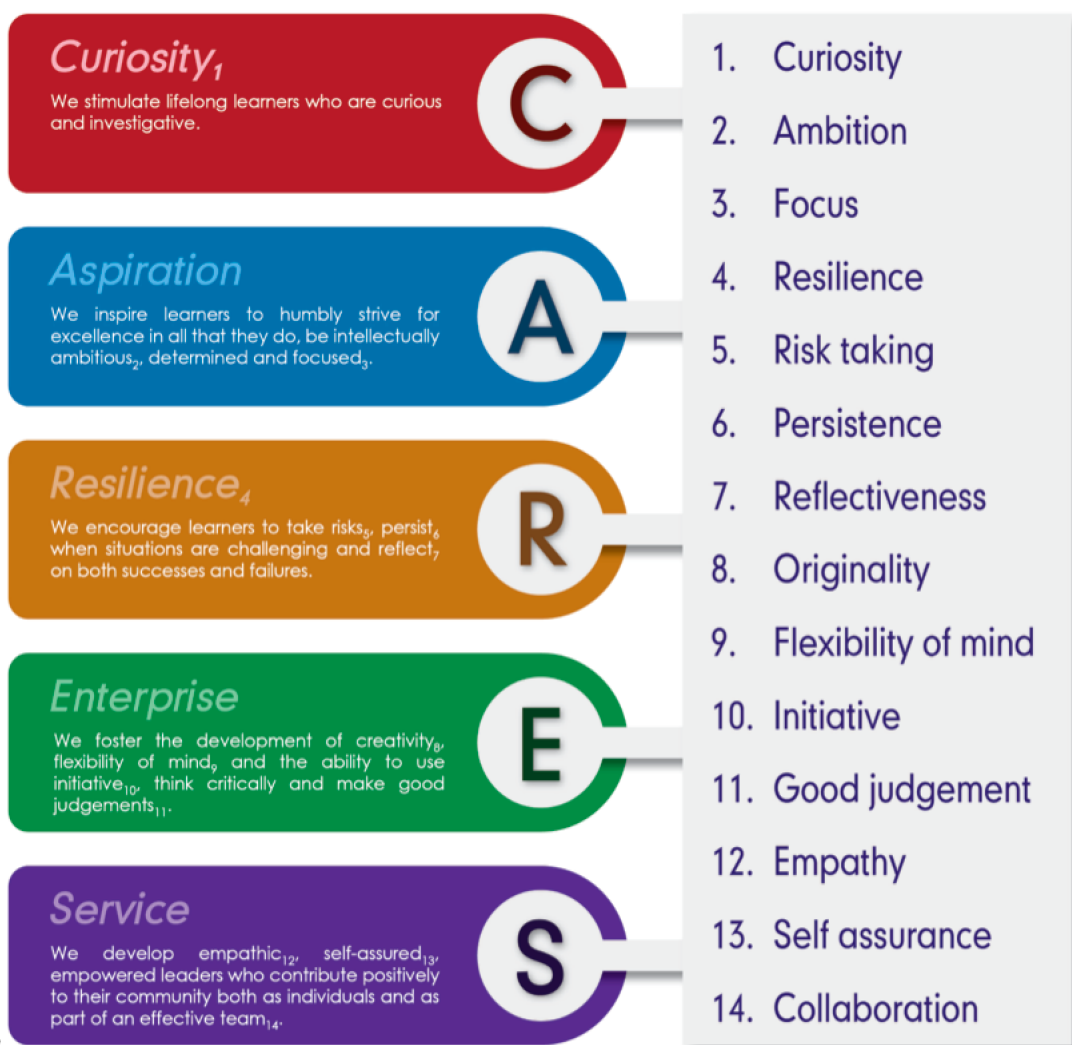 Curiosity₁
We stimulate lifelong learners who are curious
and investigative.
C
Aspiration
We inspire learners to humbly strive for
excellence in all that they do, be intellectually
ambitious₂, determined and focused₃.
A
Resilience₄
We encourage learners to take risks₅, persist₆
when situations are challenging and reflect₇
on both successes and failures.
R
Enterprise
We foster the development of creativity₈,
flexibility of mind₉ and the ability to use
initiative₁₀, think critically and make good
judgements₁₁.
E
Service
We develop empathic₁₂, self-assured₁₃,
empowered leaders who contribute positively
to their community both as individuals and as
part of an effective team₁₄.
S
1. Curiosity
2. Ambition
3. Focus
4. Resilience
5. Risk taking
6. Persistence
7. Reflectiveness
8. Originality
9. Flexibility of mind
10. Initiative
11. Good judgement
12. Empathy
13. Self assurance
14. Collaboration